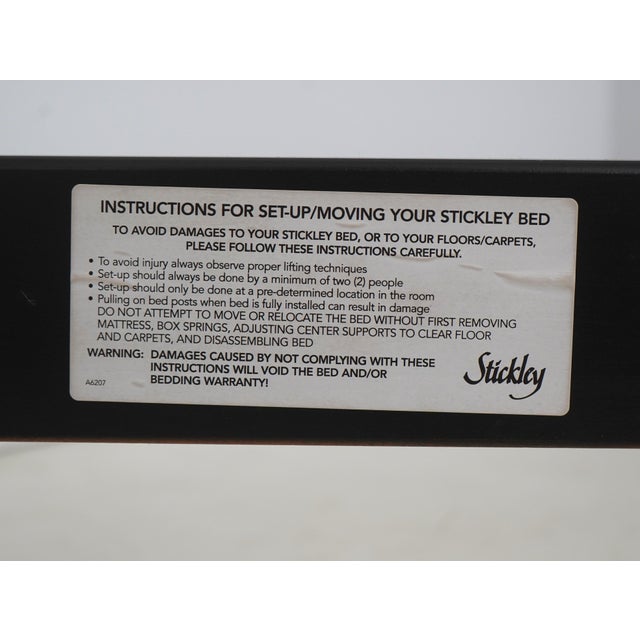 INSTRUCTIONS FOR SET-UP/MOVING YOUR STICKLEY BED
TO AVOID DAMAGES TO YOUR STICKLEY BED, OR TO YOUR FLOORS/CARPETS,
PLEASE FOLLOW THESE INSTRUCTIONS CAREFULLY.
• To avoid injury always observe proper lifting techniques
• Set-up should always be done by a minimum of two (2) people
• Set-up should only be done at a pre-determined location in the room
• Pulling on bed posts when bed is fully installed can result in damage
DO NOT ATTEMPT TO MOVE OR RELOCATE THE BED WITHOUT FIRST REMOVING
MATTRESS, BOX SPRINGS, ADJUSTING CENTER SUPPORTS TO CLEAR FLOOR
AND CARPETS, AND DISASSEMBLING BED
WARNING: DAMAGES CAUSED BY NOT COMPLYING WITH THESE
INSTRUCTIONS WILL VOID THE BED AND/OR
BEDDING WARRANTY!
Stickley
A6207